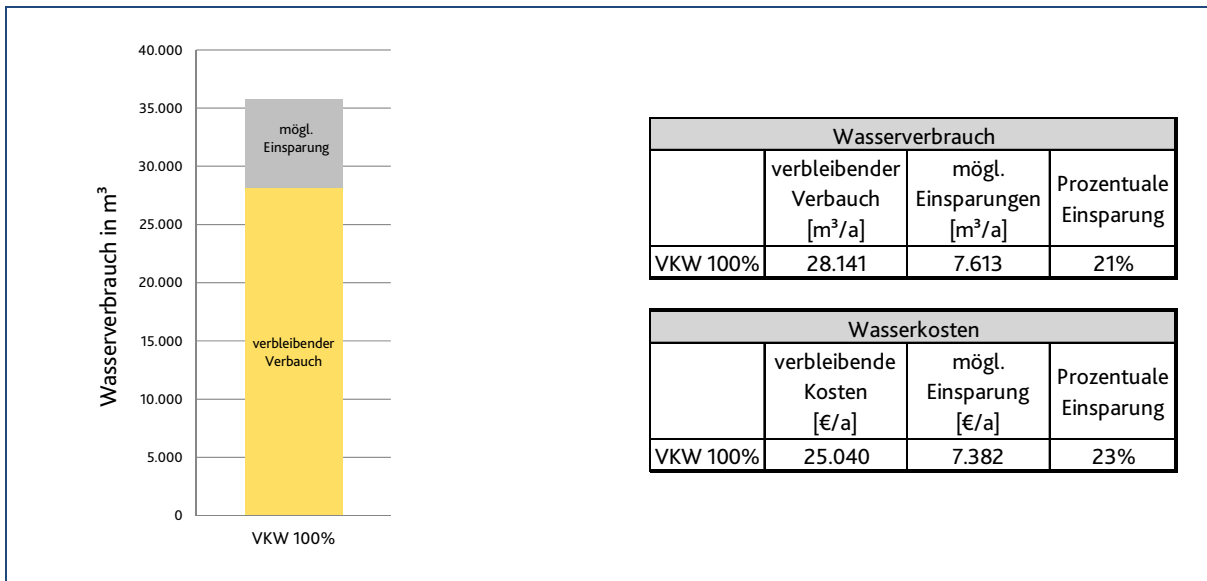 Wasserverbrauch in m³
40.000
35.000
30.000
25.000
20.000
15.000
10.000
5.000
0
mögl.
Einsparung
verbleibender
Verbauch
VKW 100%
Wasserverbrauch
verbleibender
Verbauch
[m³/a]
mögl.
Einsparungen
[m³/a]
Prozentuale
Einsparung
VKW 100% 28.141 7.613 21%
Wasserkosten
verbleibende
Kosten
[€/a]
mögl.
Einsparung
[€/a]
Prozentuale
Einsparung
VKW 100% 25.040 7.382 23%